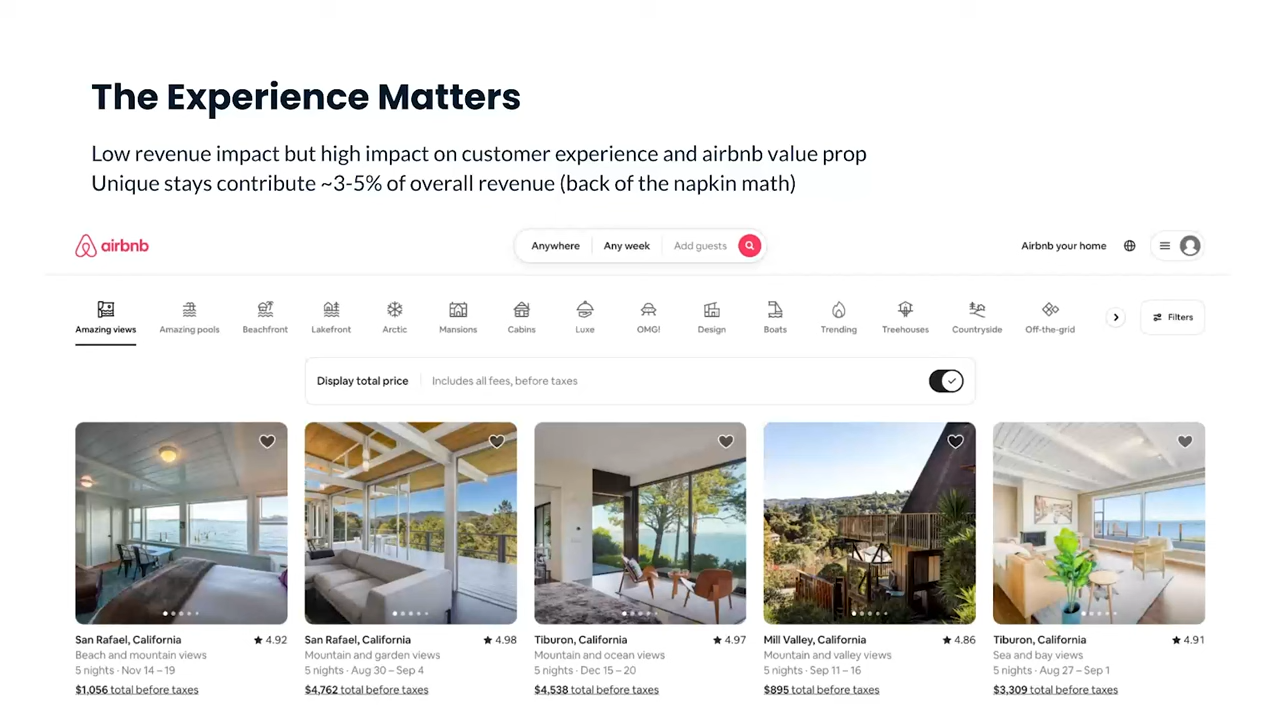 The Experience Matters
Low revenue impact but high impact on customer experience and airbnb value prop
Unique stays contribute ~3-5% of overall revenue (back of the napkin math)
airbnb
Anywhere Any week Add guests
Airbnb your home
Amazing views Amazing pools Beachfront Lakefront Arctic Mansions Cabins Luxe OMG! Design Boats Trending Treehouses Countryside Off-the-grid
Filters
Display total price Includes all fees, before taxes
San Rafael, California ★ 4.92
Beach and mountain views
5 nights · Nov 14 – 19
$1,056 total before taxes
San Rafael, California ★ 4.98
Mountain and garden views
5 nights · Aug 30 – Sep 4
$4,762 total before taxes
Tiburon, California ★ 4.97
Mountain and ocean views
5 nights · Dec 15 – 20
$4,538 total before taxes
Mill Valley, California ★ 4.86
Mountain and valley views
5 nights · Sep 11 – 16
$895 total before taxes
Tiburon, California ★ 4.91
Sea and bay views
5 nights · Aug 27 – Sep 1
$3,309 total before taxes